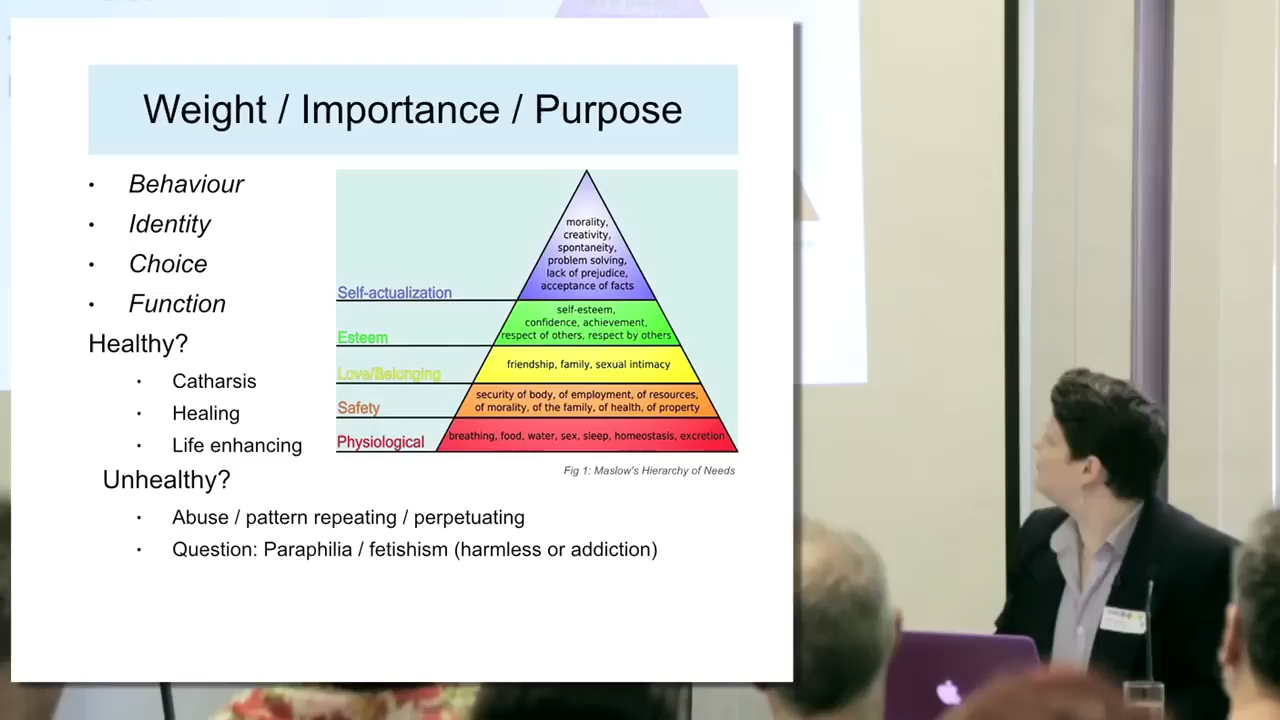 Weight / Importance / Purpose
• Behaviour
• Identity
• Choice
• Function
Healthy?
• Catharsis
• Healing
• Life enhancing
Unhealthy?
• Abuse / pattern repeating / perpetuating
• Question: Paraphilia / fetishism (harmless or addiction)
morality,
creativity,
spontaneity,
problem solving,
lack of prejudice,
acceptance of facts
Self-actualization
self-esteem,
confidence, achievement,
respect of others, respect by others
Esteem
friendship, family, sexual intimacy
Love/Belonging
security of body, of employment, of resources,
of morality, of the family, of health, of property
Safety
breathing, food, water, sex, sleep, homeostasis, excretion
Physiological
Fig 1: Maslow's Hierarchy of Needs